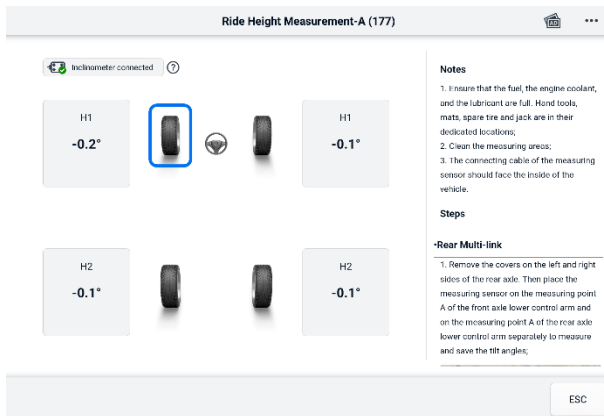 Ride Height Measurement-A (177)
AD
Inclinometer connected
?
H1
-0.2°
H1
-0.1°
H2
-0.1°
H2
-0.1°
Notes
1. Ensure that the fuel, the engine coolant,
and the lubricant are full. Hand tools,
mats, spare tire and jack are in their
dedicated locations;
2. Clean the measuring areas;
3. The connecting cable of the measuring
sensor should face the inside of the
vehicle.
Steps
•Rear Multi-link
1. Remove the covers on the left and right
sides of the rear axle. Then place the
measuring sensor on the measuring point
A of the front axle lower control arm and
on the measuring point A of the rear axle
lower control arm separately to measure
and save the tilt angles;
ESC